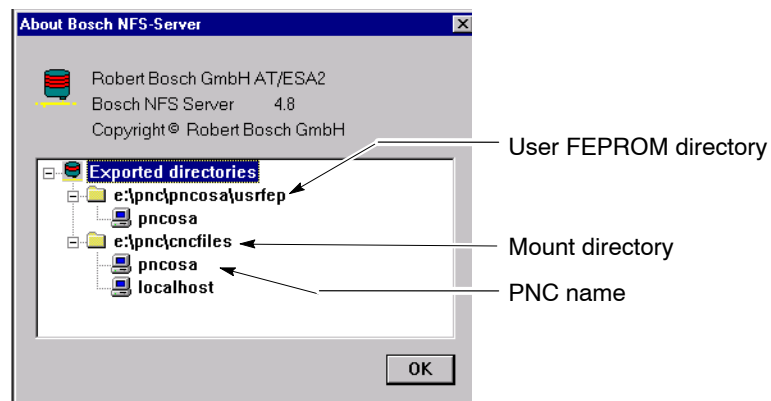 About Bosch NFS-Server
Robert Bosch GmbH AT/ESA2
Bosch NFS Server 4.8
Copyright © Robert Bosch GmbH
User FEPROM directory
Exported directories
e:\pnc\pncosa\usrfep
pncosa
e:\pnc\cncfiles
Mount directory
pncosa
PNC name
localhost
OK